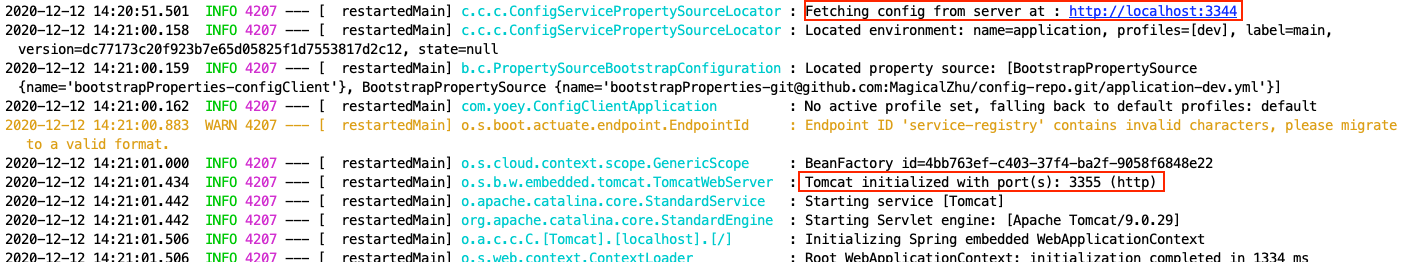 2020-12-12 14:20:51.501  INFO 4207 --- [  restartedMain] c.c.c.ConfigServicePropertySourceLocator : Fetching config from server at : http://localhost:3344
2020-12-12 14:21:00.158  INFO 4207 --- [  restartedMain] c.c.c.ConfigServicePropertySourceLocator : Located environment: name=application, profiles=[dev], label=main,
version=dc77173c20f923b7e65d05825f1d7553817d2c12, state=null
2020-12-12 14:21:00.159  INFO 4207 --- [  restartedMain] b.c.PropertySourceBootstrapConfiguration : Located property source: [BootstrapPropertySource
{name='bootstrapProperties-configClient'}, BootstrapPropertySource {name='bootstrapProperties-git@github.com:MagicalZhu/config-repo.git/application-dev.yml'}]
2020-12-12 14:21:00.162  INFO 4207 --- [  restartedMain] com.yoey.ConfigClientApplication         : No active profile set, falling back to default profiles: default
2020-12-12 14:21:00.883  WARN 4207 --- [  restartedMain] o.s.boot.actuate.endpoint.EndpointId     : Endpoint ID 'service-registry' contains invalid characters, please migrate
to a valid format.
2020-12-12 14:21:01.000  INFO 4207 --- [  restartedMain] o.s.cloud.context.scope.GenericScope     : BeanFactory id=4bb763ef-c403-37f4-ba2f-9058f6848e22
2020-12-12 14:21:01.434  INFO 4207 --- [  restartedMain] o.s.b.w.embedded.tomcat.TomcatWebServer  : Tomcat initialized with port(s): 3355 (http)
2020-12-12 14:21:01.442  INFO 4207 --- [  restartedMain] o.apache.catalina.core.StandardService   : Starting service [Tomcat]
2020-12-12 14:21:01.442  INFO 4207 --- [  restartedMain] org.apache.catalina.core.StandardEngine  : Starting Servlet engine: [Apache Tomcat/9.0.29]
2020-12-12 14:21:01.506  INFO 4207 --- [  restartedMain] o.a.c.c.C.[Tomcat].[localhost].[/]       : Initializing Spring embedded WebApplicationContext
2020-12-12 14:21:01.506  INFO 4207 --- [  restartedMain] o.s.web.context.ContextLoader            : Root WebApplicationContext: initialization completed in 1334 ms